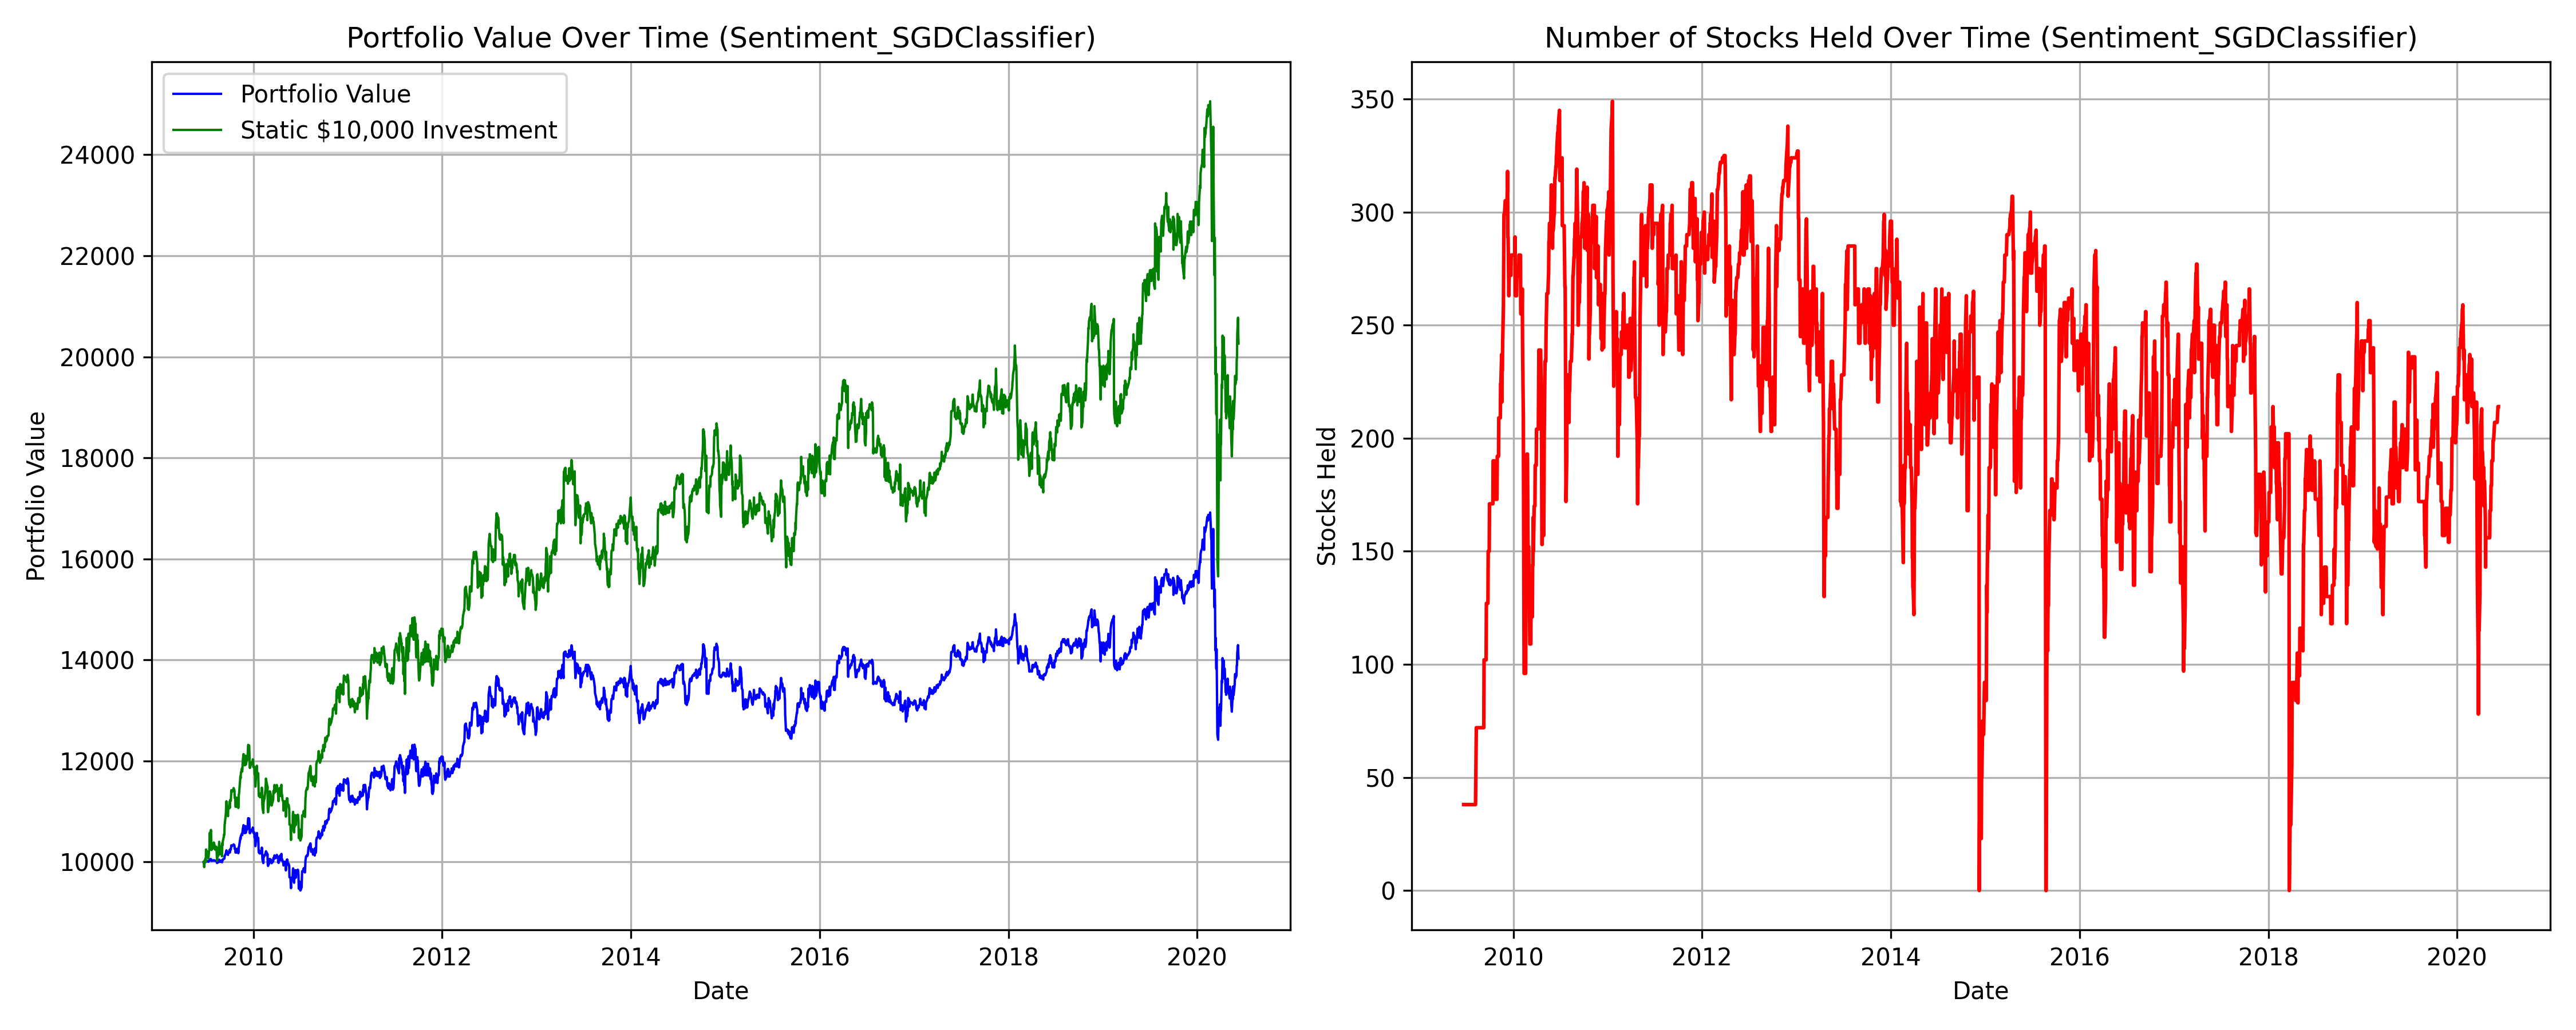 Portfolio Value Over Time (Sentiment_SGDClassifier)
Portfolio Value
Static $10,000 Investment
24000
22000
20000
18000
16000
14000
12000
10000
Portfolio Value
2010 2012 2014 2016 2018 2020
Date
Number of Stocks Held Over Time (Sentiment_SGDClassifier)
350
300
250
200
150
100
50
0
Stocks Held
2010 2012 2014 2016 2018 2020
Date